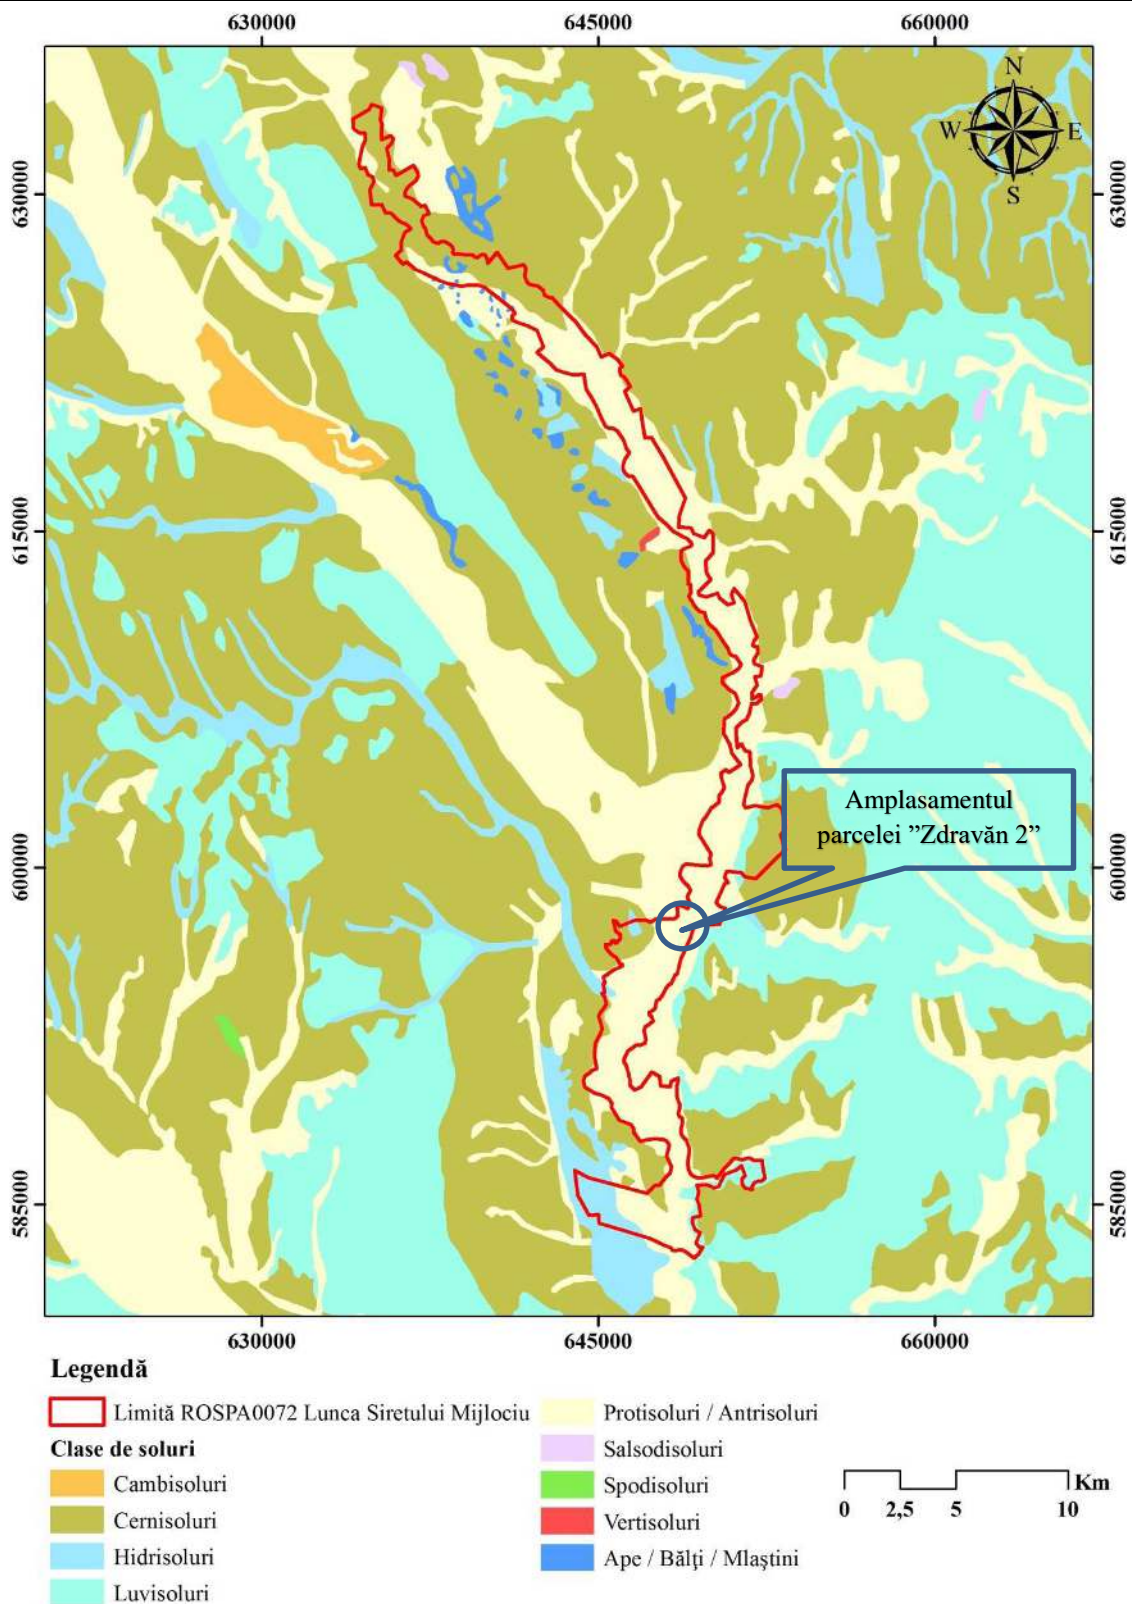 630000 645000 660000
N
W E
S
630000 630000
615000 615000
Amplasamentul
parcelei ”Zdravăn 2”
600000 600000
585000 585000
630000 645000 660000
Legendă
Limită ROSPA0072 Lunca Siretului Mijlociu
Clase de soluri
Cambisoluri
Cernisoluri
Hidrisoluri
Luvisoluri
Protisoluri / Antrisoluri
Salsodisoluri
Spodisoluri
Vertisoluri
Ape / Bălți / Mlaștini
Km
0 2,5 5 10